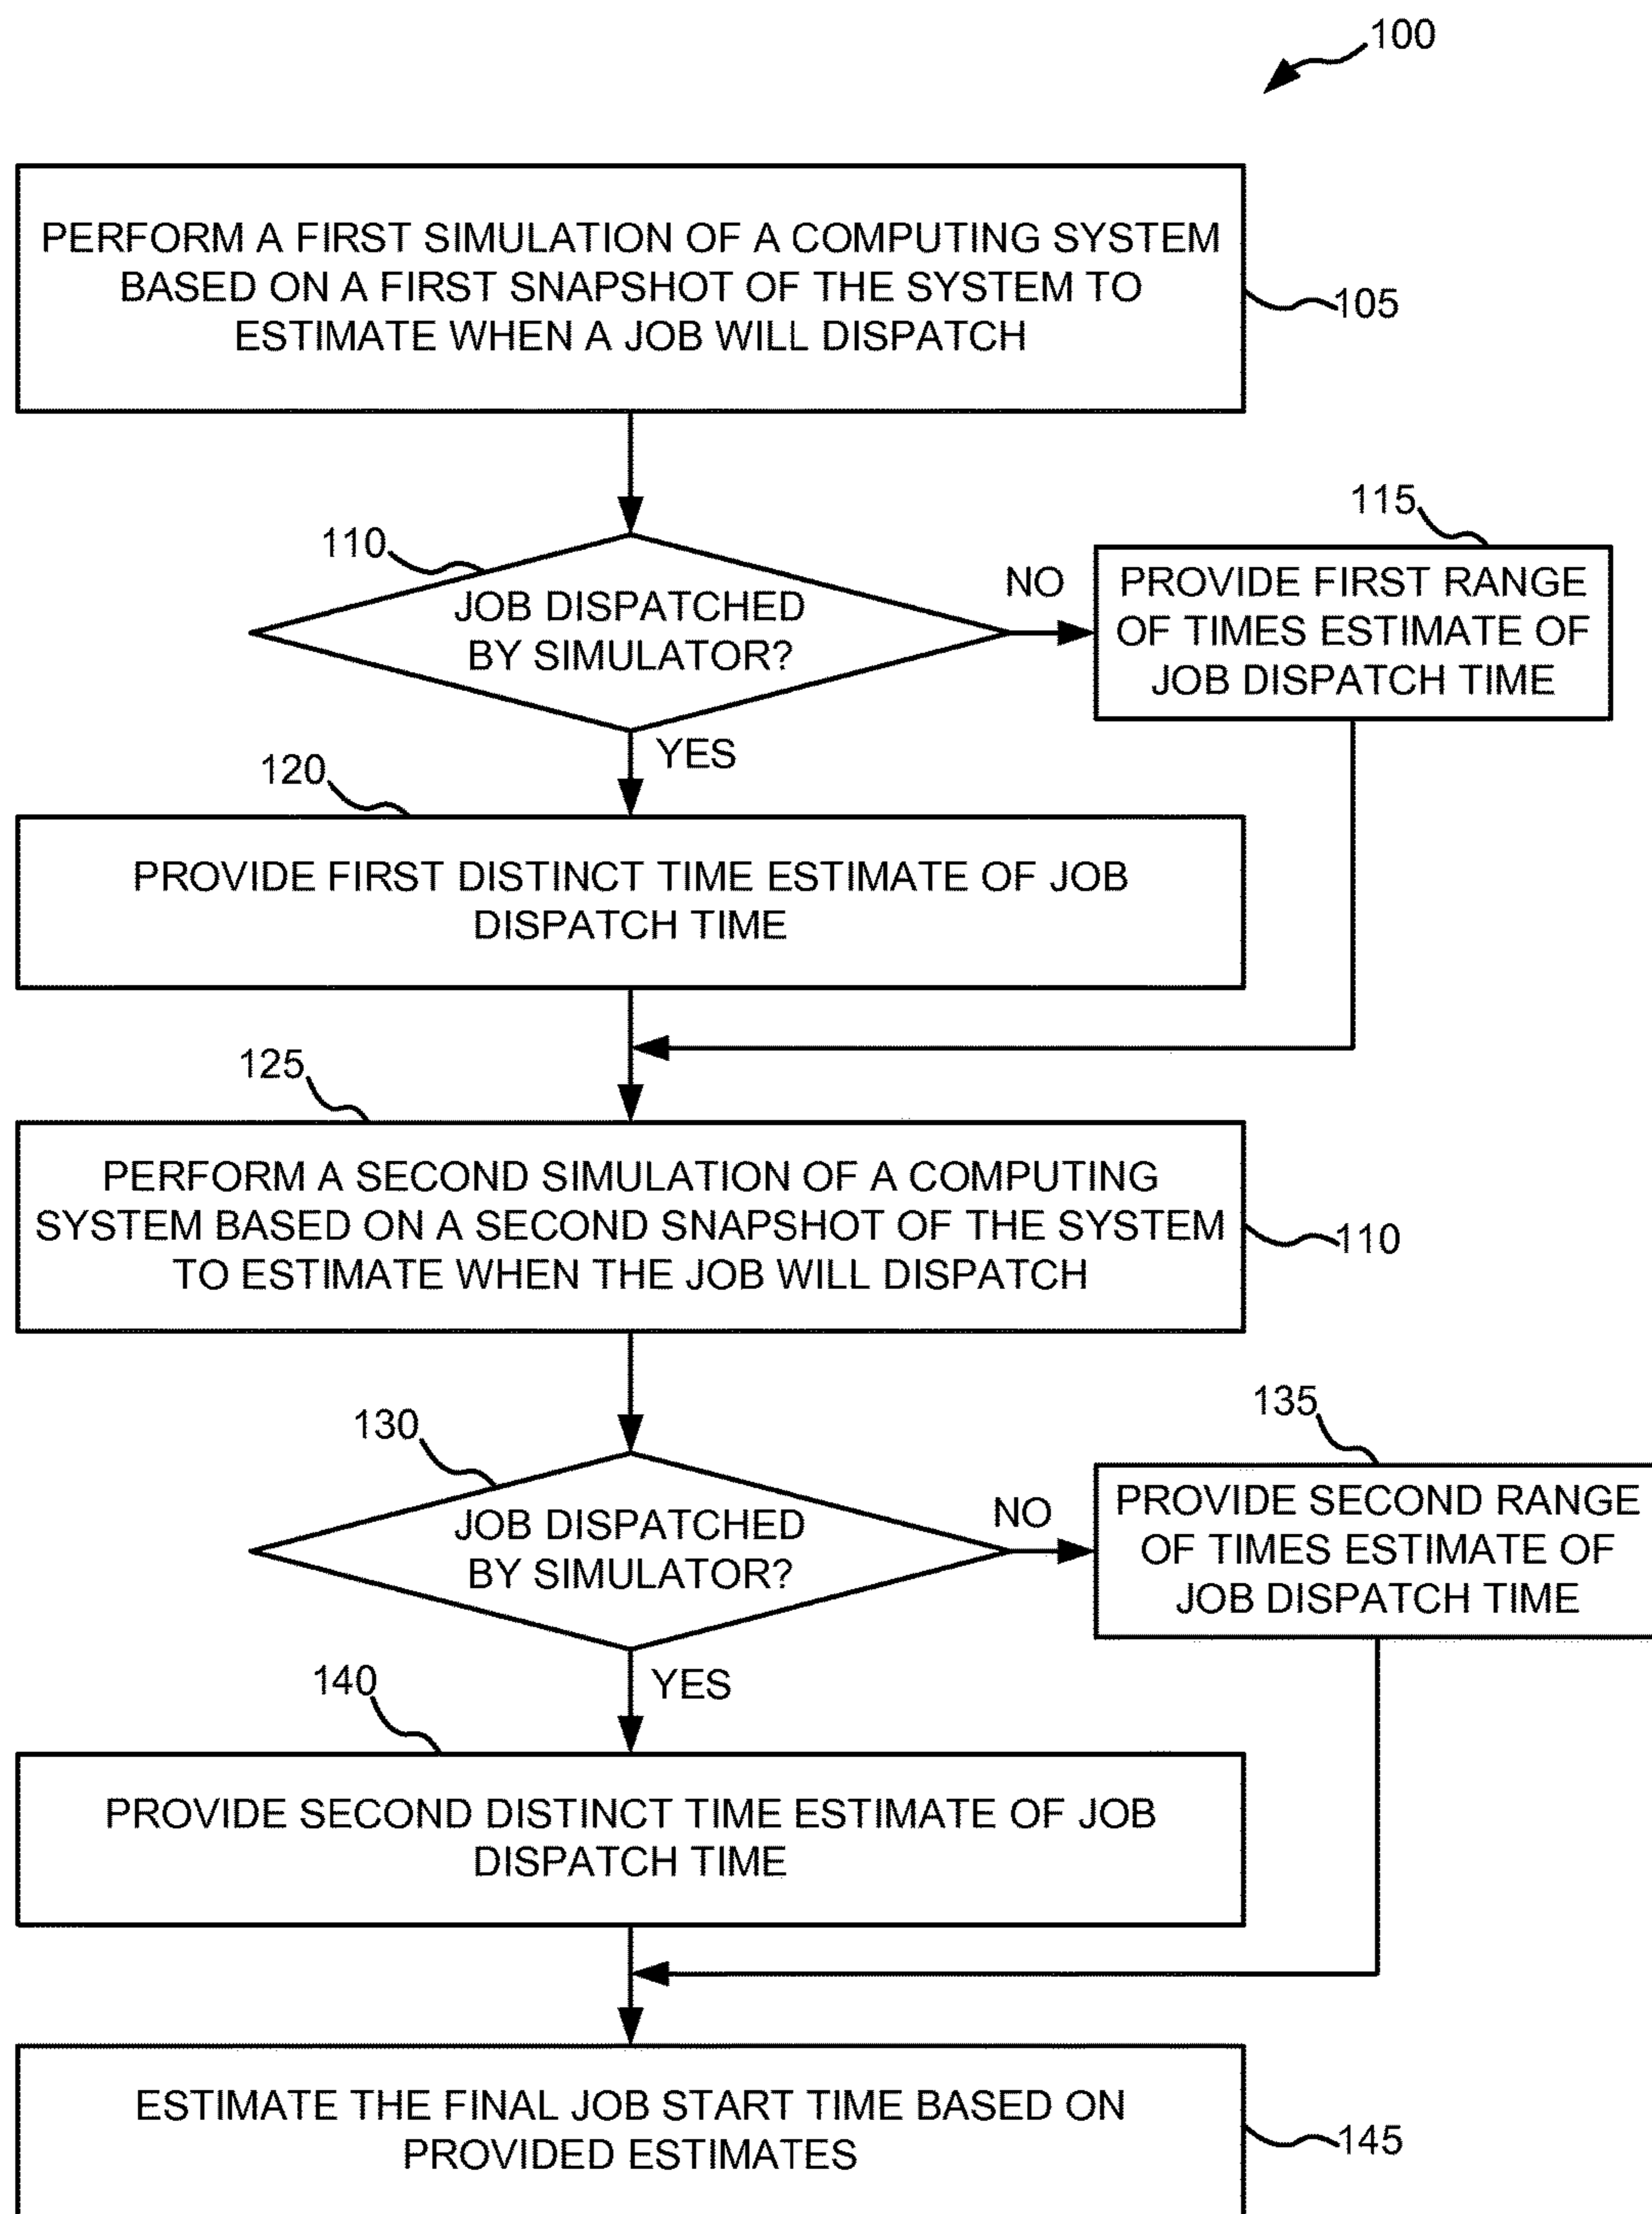 100
PERFORM A FIRST SIMULATION OF A COMPUTING SYSTEM
BASED ON A FIRST SNAPSHOT OF THE SYSTEM TO
ESTIMATE WHEN A JOB WILL DISPATCH
105
110
JOB DISPATCHED
BY SIMULATOR?
NO
115
PROVIDE FIRST RANGE
OF TIMES ESTIMATE OF
JOB DISPATCH TIME
YES
120
PROVIDE FIRST DISTINCT TIME ESTIMATE OF JOB
DISPATCH TIME
125
PERFORM A SECOND SIMULATION OF A COMPUTING
SYSTEM BASED ON A SECOND SNAPSHOT OF THE SYSTEM
TO ESTIMATE WHEN THE JOB WILL DISPATCH
110
130
JOB DISPATCHED
BY SIMULATOR?
NO
135
PROVIDE SECOND RANGE
OF TIMES ESTIMATE OF
JOB DISPATCH TIME
YES
140
PROVIDE SECOND DISTINCT TIME ESTIMATE OF JOB
DISPATCH TIME
ESTIMATE THE FINAL JOB START TIME BASED ON
PROVIDED ESTIMATES
145